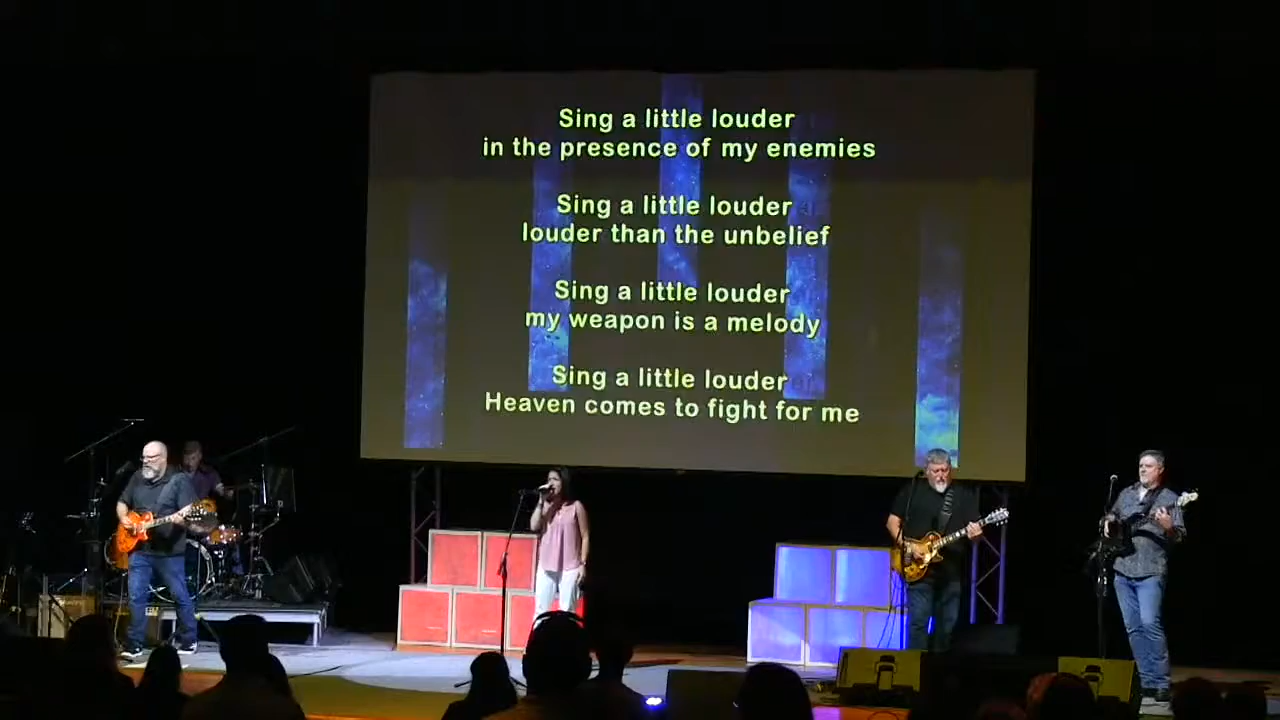 Sing a little louder
in the presence of my enemies
Sing a little louder
louder than the unbelief
Sing a little louder
my weapon is a melody
Sing a little louder
Heaven comes to fight for me